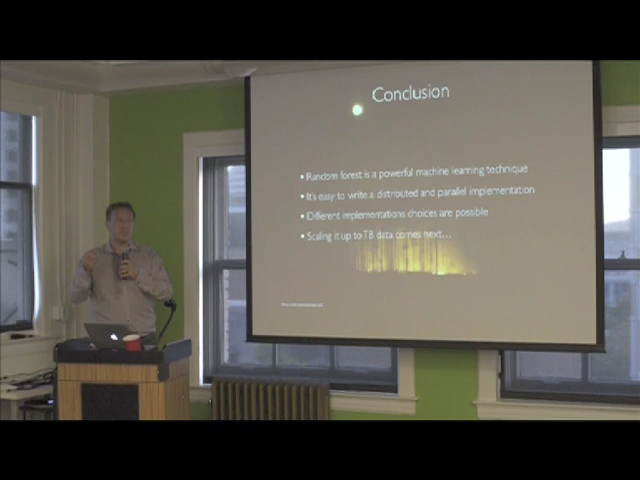 Conclusion
• Random forest is a powerful machine learning technique
• It's easy to write a distributed and parallel implementation
• Different implementations choices are possible
• Scaling it up to TB data comes next...